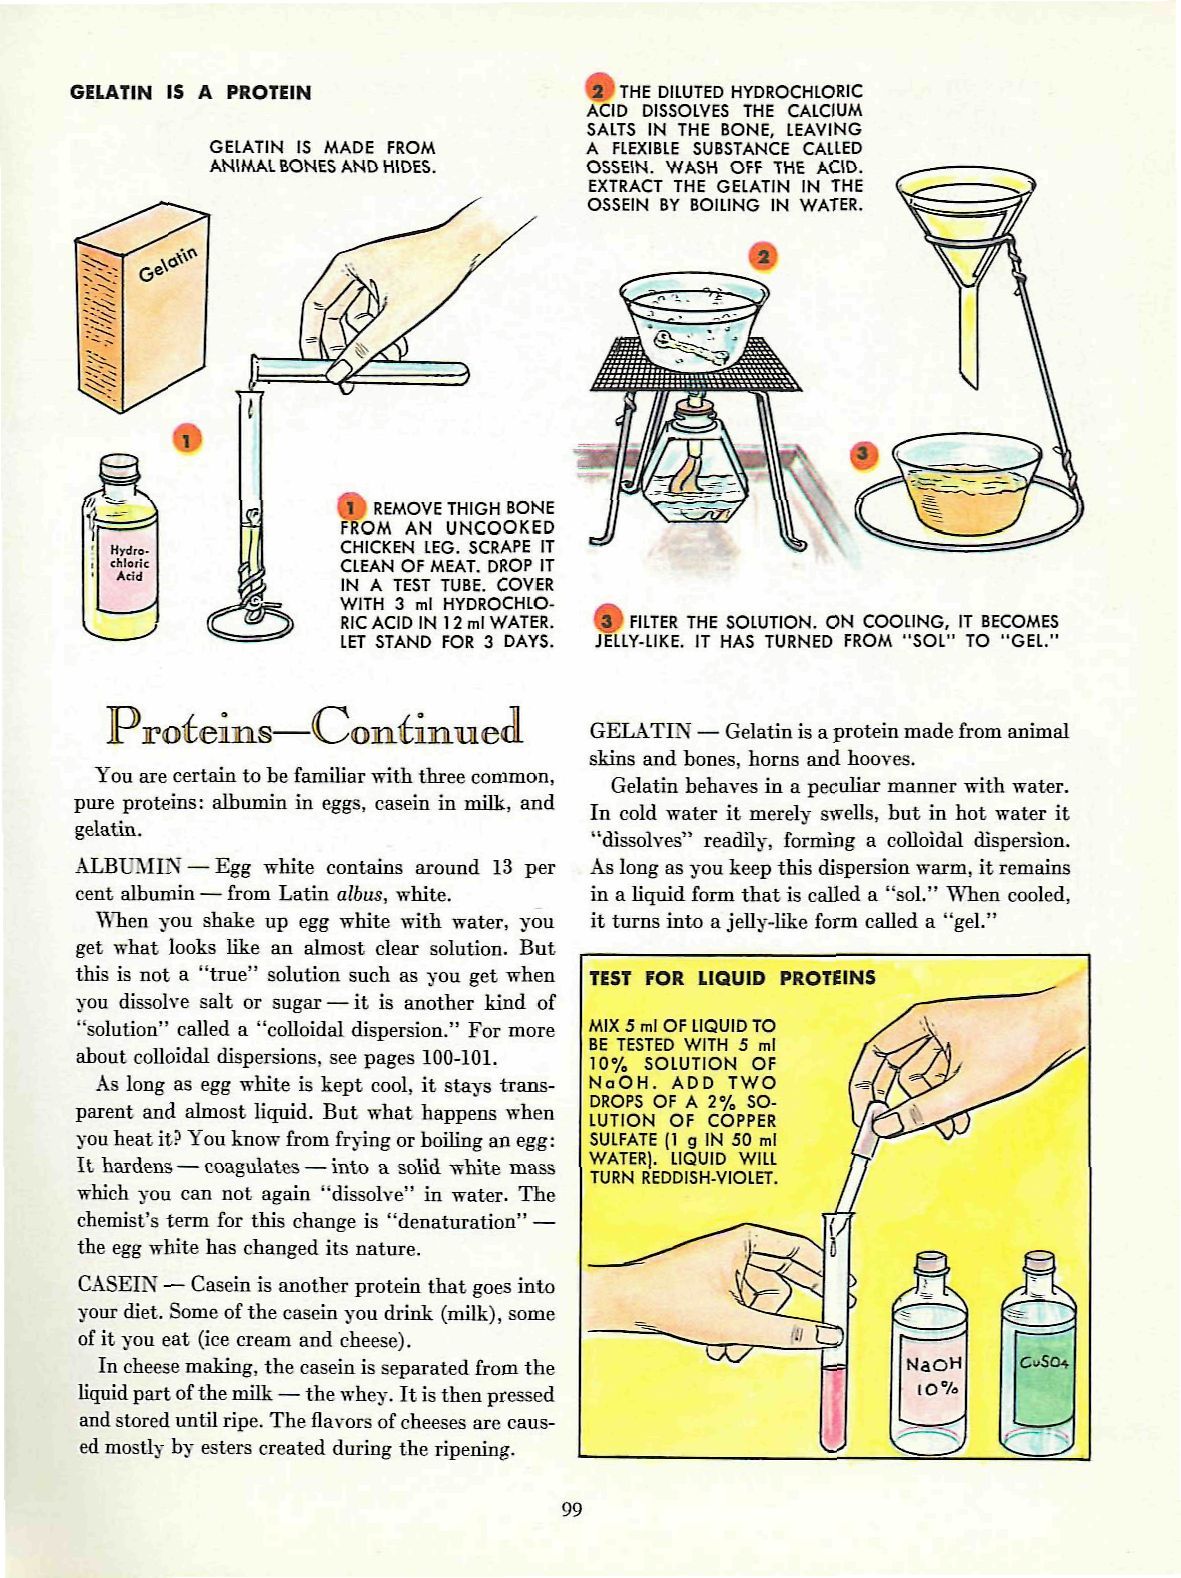 GELATIN IS A PROTEIN
GELATIN IS MADE FROM
ANIMAL BONES AND HIDES.
Gelatin
1
Hydro-
chloric
Acid
1 REMOVE THIGH BONE
FROM AN UNCOOKED
CHICKEN LEG. SCRAPE IT
CLEAN OF MEAT. DROP IT
IN A TEST TUBE. COVER
WITH 3 ml HYDROCHLO-
RIC ACID IN 12 ml WATER.
LET STAND FOR 3 DAYS.
2 THE DILUTED HYDROCHLORIC
ACID DISSOLVES THE CALCIUM
SALTS IN THE BONE, LEAVING
A FLEXIBLE SUBSTANCE CALLED
OSSEIN. WASH OFF THE ACID.
EXTRACT THE GELATIN IN THE
OSSEIN BY BOILING IN WATER.
2
3
3 FILTER THE SOLUTION. ON COOLING, IT BECOMES
JELLY-LIKE. IT HAS TURNED FROM "SOL" TO "GEL."
Proteins—Continued
You are certain to be familiar with three common,
pure proteins: albumin in eggs, casein in milk, and
gelatin.
ALBUMIN — Egg white contains around 13 per
cent albumin — from Latin albus, white.
When you shake up egg white with water, you
get what looks like an almost clear solution. But
this is not a "true" solution such as you get when
you dissolve salt or sugar — it is another kind of
"solution" called a "colloidal dispersion." For more
about colloidal dispersions, see pages 100-101.
As long as egg white is kept cool, it stays trans-
parent and almost liquid. But what happens when
you heat it? You know from frying or boiling an egg:
It hardens — coagulates — into a solid white mass
which you can not again "dissolve" in water. The
chemist's term for this change is "denaturation" —
the egg white has changed its nature.
CASEIN — Casein is another protein that goes into
your diet. Some of the casein you drink (milk), some
of it you eat (ice cream and cheese).
In cheese making, the casein is separated from the
liquid part of the milk — the whey. It is then pressed
and stored until ripe. The flavors of cheeses are caus-
ed mostly by esters created during the ripening.
GELATIN — Gelatin is a protein made from animal
skins and bones, horns and hooves.
Gelatin behaves in a peculiar manner with water.
In cold water it merely swells, but in hot water it
"dissolves" readily, forming a colloidal dispersion.
As long as you keep this dispersion warm, it remains
in a liquid form that is called a "sol." When cooled,
it turns into a jelly-like form called a "gel."
TEST FOR LIQUID PROTEINS
MIX 5 ml OF LIQUID TO
BE TESTED WITH 5 ml
10% SOLUTION OF
NaOH. ADD TWO
DROPS OF A 2% SO-
LUTION OF COPPER
SULFATE (1 g IN 50 ml
WATER). LIQUID WILL
TURN REDDISH-VIOLET.
NaOH
10%
CuSO4
99